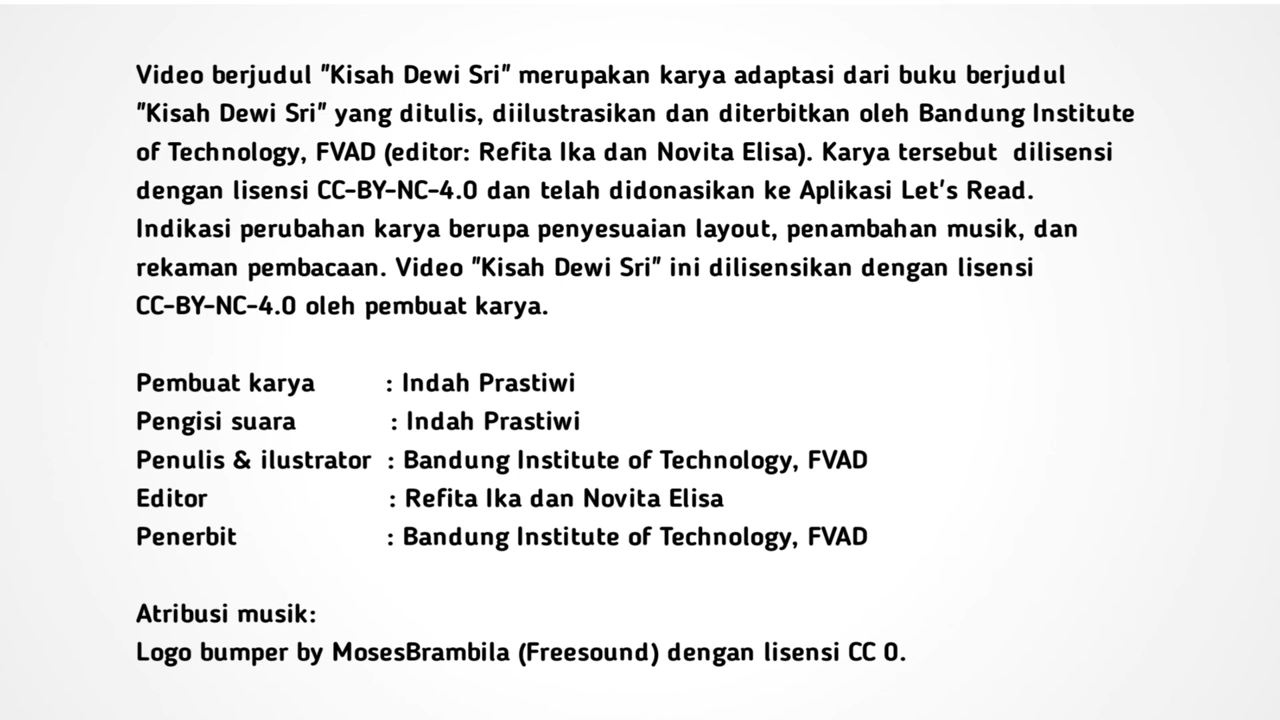 Video berjudul "Kisah Dewi Sri" merupakan karya adaptasi dari buku berjudul
"Kisah Dewi Sri" yang ditulis, diilustrasikan dan diterbitkan oleh Bandung Institute
of Technology, FVAD (editor: Refita Ika dan Novita Elisa). Karya tersebut  dilisensi
dengan lisensi CC-BY-NC-4.0 dan telah didonasikan ke Aplikasi Let's Read.
Indikasi perubahan karya berupa penyesuaian layout, penambahan musik, dan
rekaman pembacaan. Video "Kisah Dewi Sri" ini dilisensikan dengan lisensi
CC-BY-NC-4.0 oleh pembuat karya.
Pembuat karya : Indah Prastiwi
Pengisi suara : Indah Prastiwi
Penulis & ilustrator : Bandung Institute of Technology, FVAD
Editor : Refita Ika dan Novita Elisa
Penerbit : Bandung Institute of Technology, FVAD
Atribusi musik:
Logo bumper by MosesBrambila (Freesound) dengan lisensi CC 0.